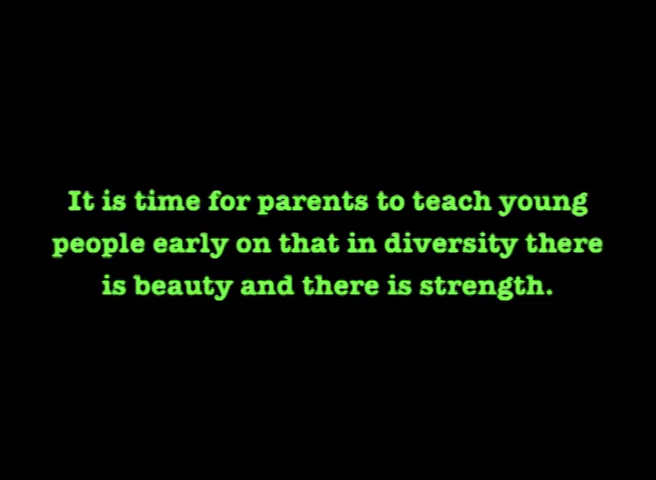 It is time for parents to teach young
people early on that in diversity there
is beauty and there is strength.